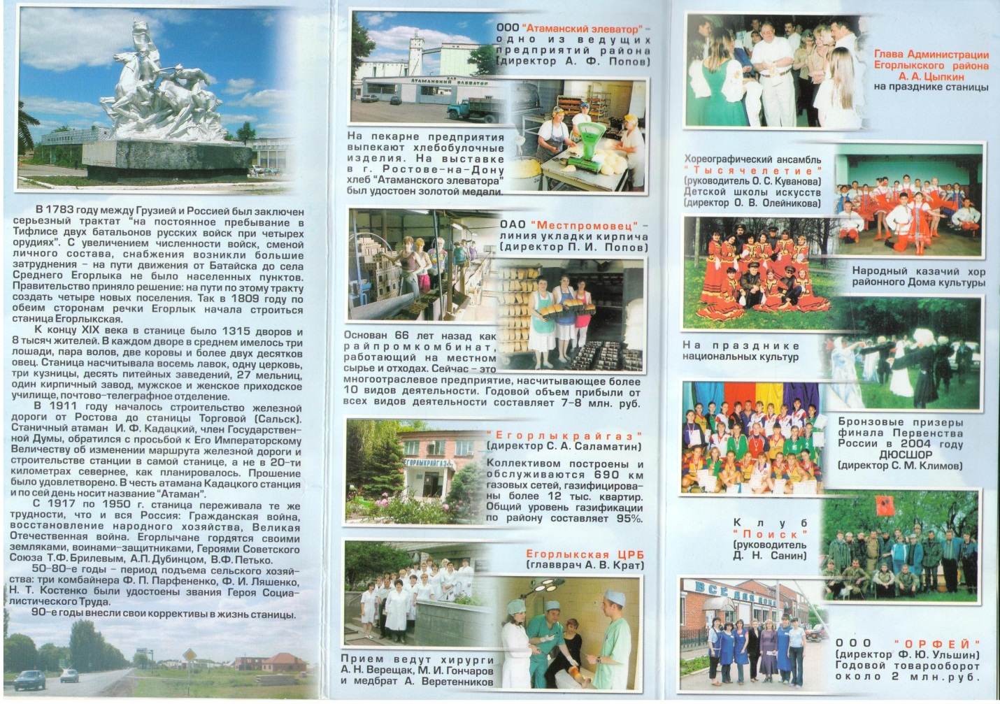 В 1783 году между Грузией и Россией был заключен
серьезный трактат "на постоянное пребывание в
Тифлисе двух батальонов русских войск при четырех
орудиях". С увеличением численности войск, сменой
личного состава, снабжения возникли большие
затруднения – на пути движения от Батайска до села
Среднего Егорлыка не было населенных пунктов.
Правительство приняло решение: на пути по этому тракту
создать четыре новых поселения. Так в 1809 году по
обеим сторонам речки Егорлык начала строиться
станица Егорлыкская.
К концу XIX века в станице было 1315 дворов и
8 тысяч жителей. В каждом дворе в среднем имелось три
лошади, пара волов, две коровы и более двух десятков
овец. Станица насчитывала восемь лавок, одну церковь,
три кузницы, десять питейных заведений, 27 мельниц,
один кирпичный завод, мужское и женское приходское
училище, почтово-телеграфное отделение.
В 1911 году началось строительство железной
дороги от Ростова до станицы Торговой (Сальск).
Станичный атаман И. Ф. Кадацкий, член Государствен-
ной Думы, обратился с просьбой к Его Императорскому
Величеству об изменении маршрута железной дороги и
строительстве станции в самой станице, а не в 20-ти
километрах севернее, как планировалось. Прошение
было удовлетворено. В честь атамана Кадацкого станция
и по сей день носит название "Атаман".
С 1917 по 1950 г. станица переживала те же
трудности, что и вся Россия: Гражданская война,
восстановление народного хозяйства, Великая
Отечественная война. Егорлычане гордятся своими
земляками, воинами-защитниками, Героями Советского
Союза Т.Ф. Брилевым, А.П. Дубинцом, В.Ф. Петько.
50-80-е годы – период подъема сельского хозяй-
ства: три комбайнера Ф. П. Парфененко, Ф. И. Ляшенко,
Н. Т. Костенко были удостоены звания Героя Социа-
листического Труда.
90-е годы внесли свои коррективы в жизнь станицы.
ООО "Атаманский элеватор" –
одно из ведущих
предприятий района
(директор А. Ф. Попов)
АТАМАНСКИЙ ЭЛЕВАТОР
На пекарне предприятия
выпекают хлебобулочные
изделия. На выставке
в г. Ростове-на-Дону
хлеб "Атаманского элеватора"
был удостоен золотой медали.
ОАО "Местпромовец" –
линия укладки кирпича
(директор П. И. Попов)
Основан 66 лет назад как
райпромкомбинат,
работающий на местном
сырье и отходах. Сейчас – это
многоотраслевое предприятие, насчитывающее более
10 видов деятельности. Годовой объем прибыли от
всех видов деятельности составляет 7-8 млн. руб.
ЕГОРЛЫКРАЙГАЗ
"Егорлыкрайгаз"
(директор С. А. Саламатин)
Коллективом построены и
обслуживаются 690 км
газовых сетей, газифицирова-
ны более 12 тыс. квартир.
Общий уровень газификации
по району составляет 95%.
Егорлыкская ЦРБ
(главврач А. В. Крат)
Прием ведут хирурги
А. Н. Верещак, М. И. Гончаров
и медбрат А. Веретенников
Глава Администрации
Егорлыкского района
А. А. Цыпкин
на празднике станицы
Хореографический ансамбль
"Тысячелетие"
(руководитель О. С. Куванова)
Детской школы искусств
(директор О. В. Олейникова)
Народный казачий хор
районного Дома культуры
На празднике
национальных культур
Бронзовые призеры
финала Первенства
России в 2004 году
ДЮСШОР
(директор С. М. Климов)
Клуб
"Поиск"
(руководитель
Д. Н. Санин)
ВСЁ ДЛЯ ДОМА
ООО "ОРФЕЙ"
(директор Ф. Ю. Ульшин)
Годовой товарооборот
около 2 млн.руб.